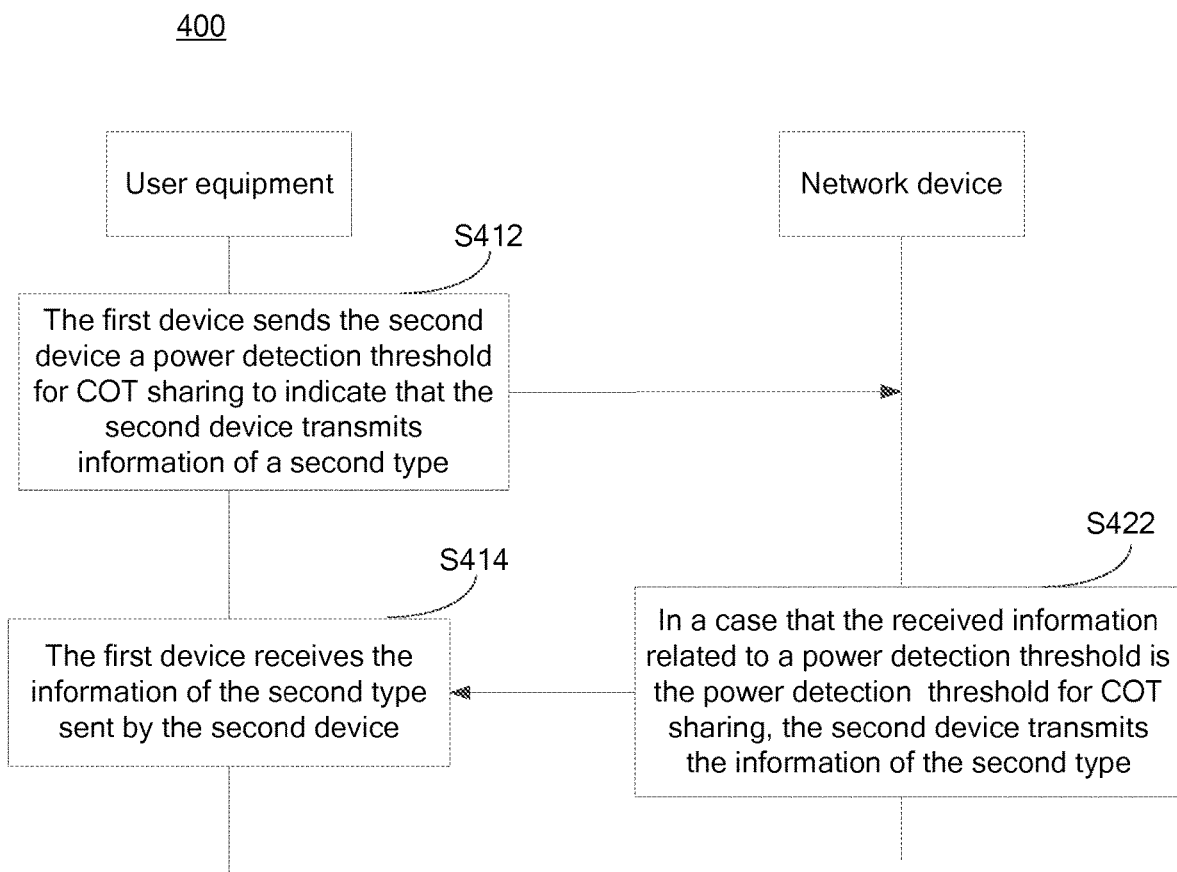 400
User equipment
Network device
S412
The first device sends the second
device a power detection threshold
for COT sharing to indicate that the
second device transmits
information of a second type
S422
S414
The first device receives the
information of the second type
sent by the second device
In a case that the received information
related to a power detection threshold is
the power detection threshold for COT
sharing, the second device transmits
the information of the second type